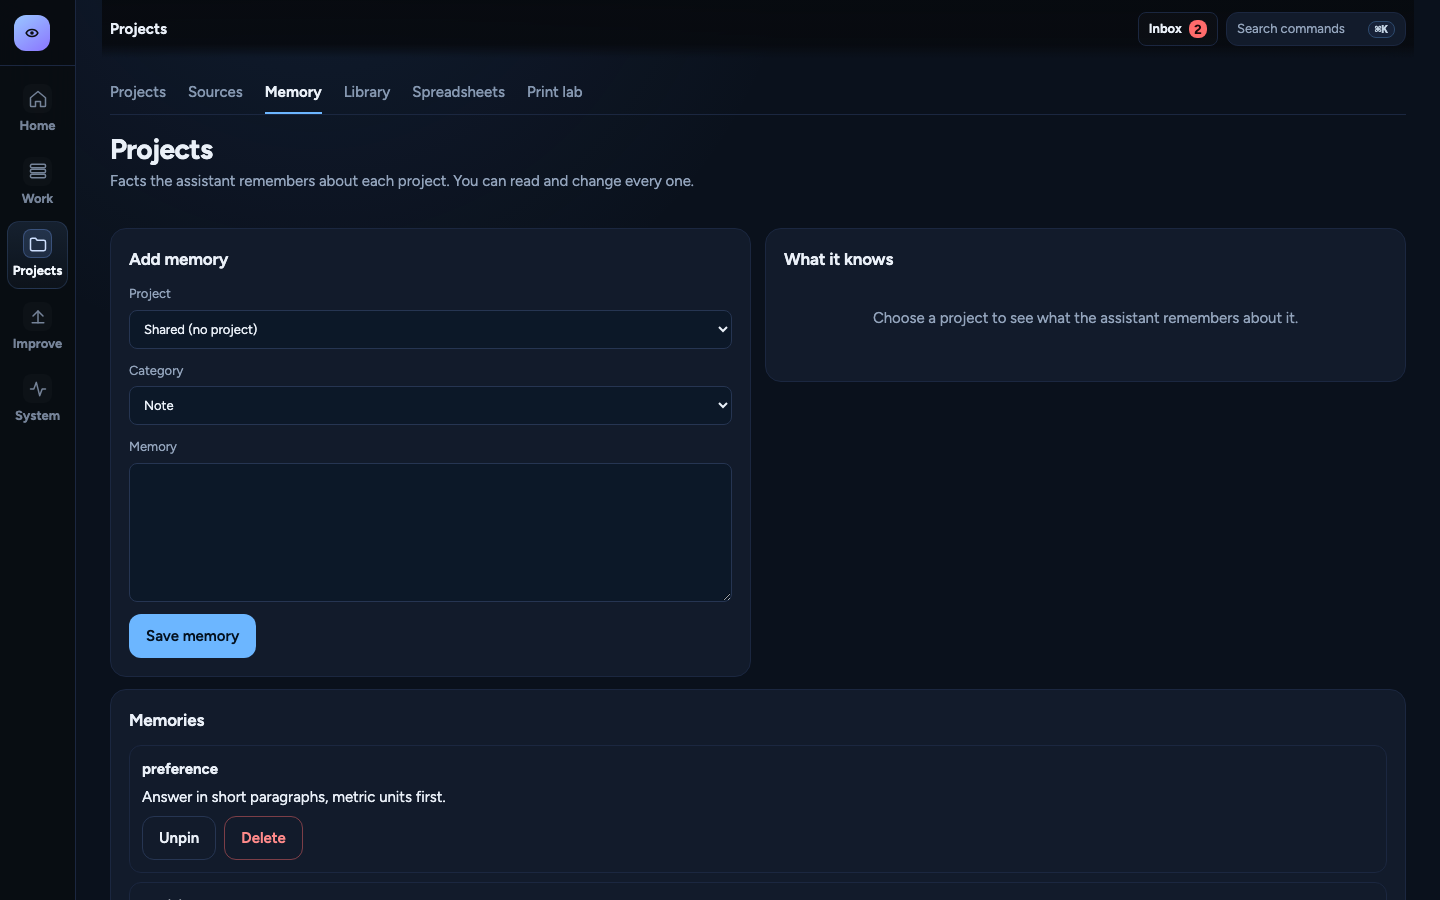 Projects
Inbox 2
Search commands ⌘K
Home
Work
Projects
Improve
System
Projects Sources Memory Library Spreadsheets Print lab
Projects
Facts the assistant remembers about each project. You can read and change every one.
Add memory
Project
Shared (no project)
Category
Note
Memory
Save memory
What it knows
Choose a project to see what the assistant remembers about it.
Memories
preference
Answer in short paragraphs, metric units first.
Unpin Delete